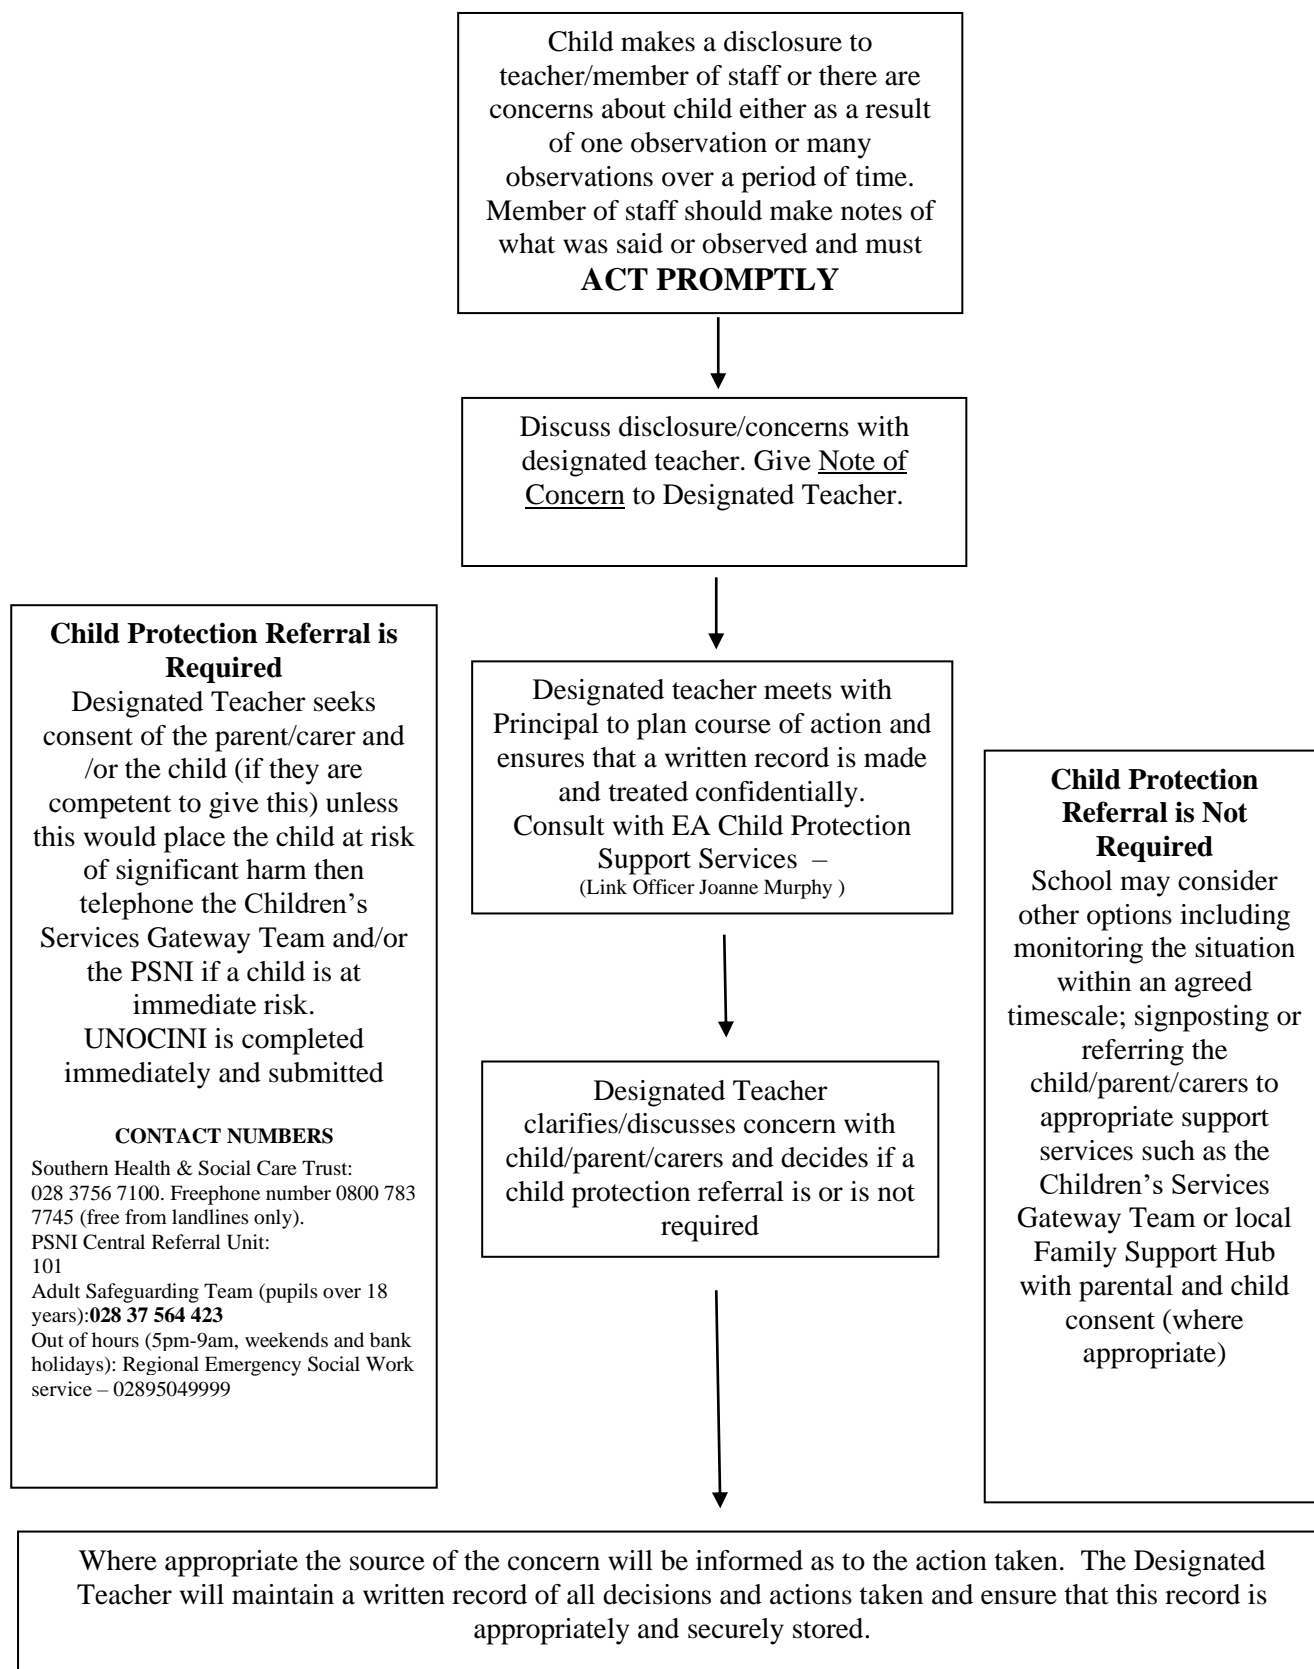 Child makes a disclosure to
teacher/member of staff or there are
concerns about child either as a result
of one observation or many
observations over a period of time.
Member of staff should make notes of
what was said or observed and must
ACT PROMPTLY
Discuss disclosure/concerns with
designated teacher. Give Note of
Concern to Designated Teacher.
Child Protection Referral is
Required
Designated Teacher seeks
consent of the parent/carer and
/or the child (if they are
competent to give this) unless
this would place the child at risk
of significant harm then
telephone the Children’s
Services Gateway Team and/or
the PSNI if a child is at
immediate risk.
UNOCINI is completed
immediately and submitted
CONTACT NUMBERS
Southern Health & Social Care Trust:
028 3756 7100. Freephone number 0800 783
7745 (free from landlines only).
PSNI Central Referral Unit:
101
Adult Safeguarding Team (pupils over 18
years):028 37 564 423
Out of hours (5pm-9am, weekends and bank
holidays): Regional Emergency Social Work
service – 02895049999
Designated teacher meets with
Principal to plan course of action and
ensures that a written record is made
and treated confidentially.
Consult with EA Child Protection
Support Services –
(Link Officer Joanne Murphy )
Designated Teacher
clarifies/discusses concern with
child/parent/carers and decides if a
child protection referral is or is not
required
Child Protection
Referral is Not
Required
School may consider
other options including
monitoring the situation
within an agreed
timescale; signposting or
referring the
child/parent/carers to
appropriate support
services such as the
Children’s Services
Gateway Team or local
Family Support Hub
with parental and child
consent (where
appropriate)
Where appropriate the source of the concern will be informed as to the action taken. The Designated
Teacher will maintain a written record of all decisions and actions taken and ensure that this record is
appropriately and securely stored.